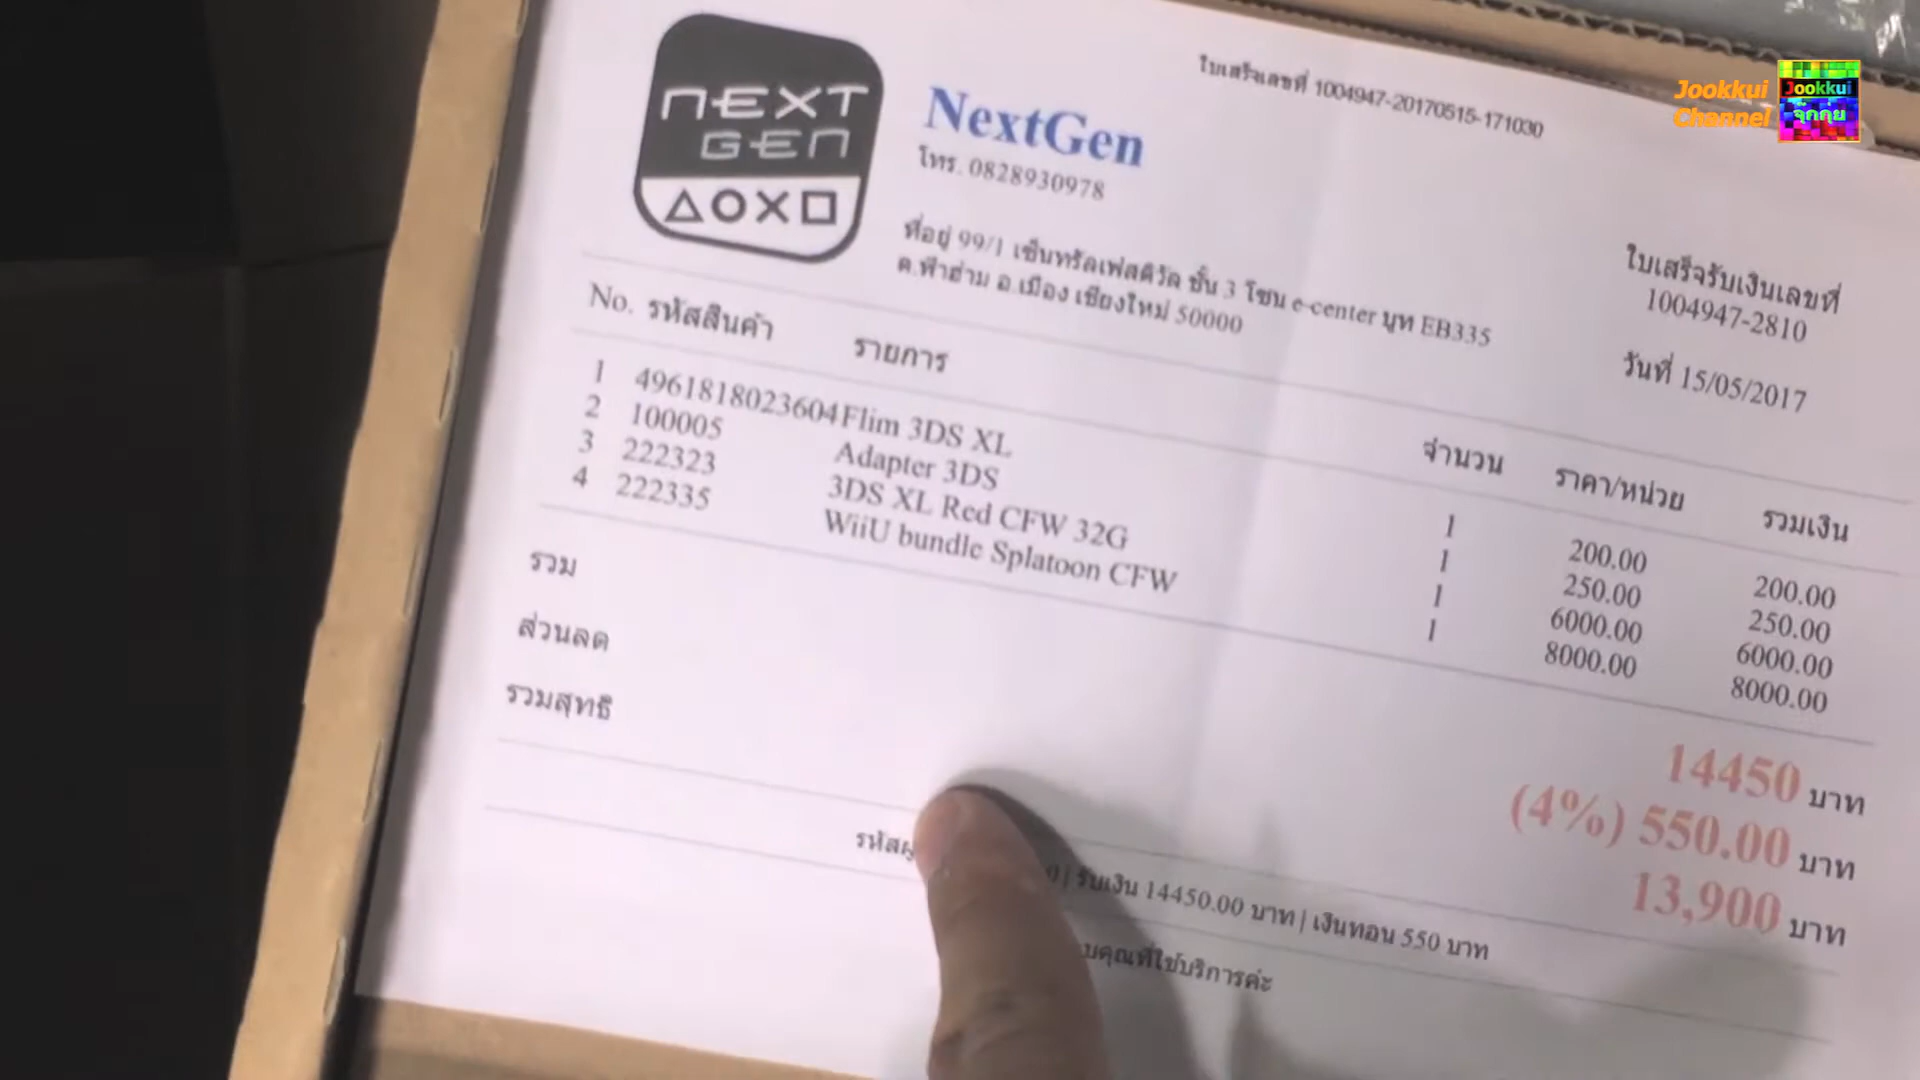 ใบเสร็จเลขที่ 1004947-20170515-171030
Jookkui
Channel
Jookkui
จุ๊กกุ่ย
NEXT
GEN
NextGen
โทร. 0828930978
ที่อยู่ 99/1 เซ็นทรัลเฟสติวัล ชั้น 3 โซน e-center บูท EB335
ต.ฟ้าฮ่าม อ.เมือง เชียงใหม่ 50000
ใบเสร็จรับเงินเลขที่
1004947-2810
วันที่ 15/05/2017
No. รหัสสินค้า รายการ จำนวน ราคา/หน่วย รวมเงิน
1 4961818023604 Flim 3DS XL 1 200.00 200.00
2 100005 Adapter 3DS 1 250.00 250.00
3 222323 3DS XL Red CFW 32G 1 6000.00 6000.00
4 222335 WiiU bundle Splatoon CFW 1 8000.00 8000.00
รวม 14450 บาท
ส่วนลด (4%) 550.00 บาท
รวมสุทธิ 13,900 บาท
รหัส | รับเงิน 14450.00 บาท | เงินทอน 550 บาท
บคุณที่ใช้บริการค่ะ